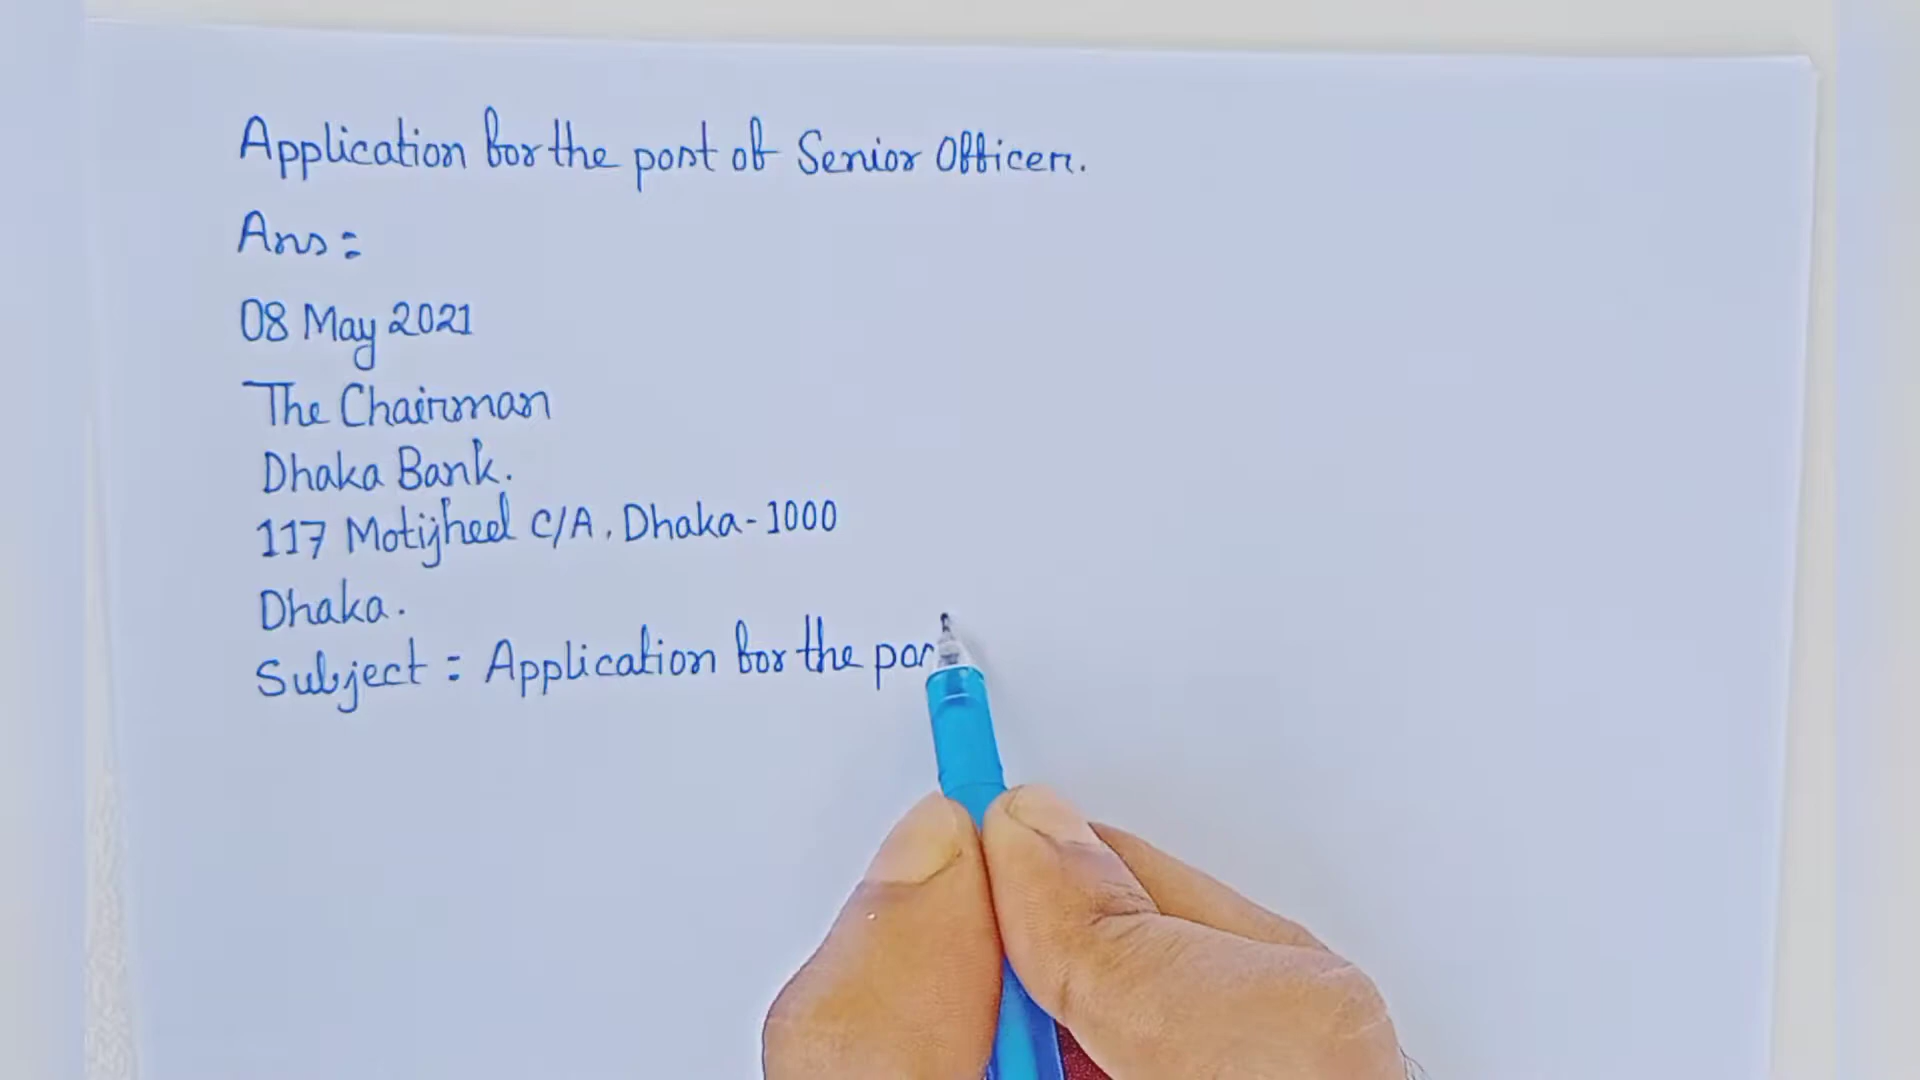 Application for the post of Senior Officer.
Ans :
08 May 2021
The Chairman
Dhaka Bank.
117 Motijheel C/A, Dhaka-1000
Dhaka.
Subject : Application for the pos